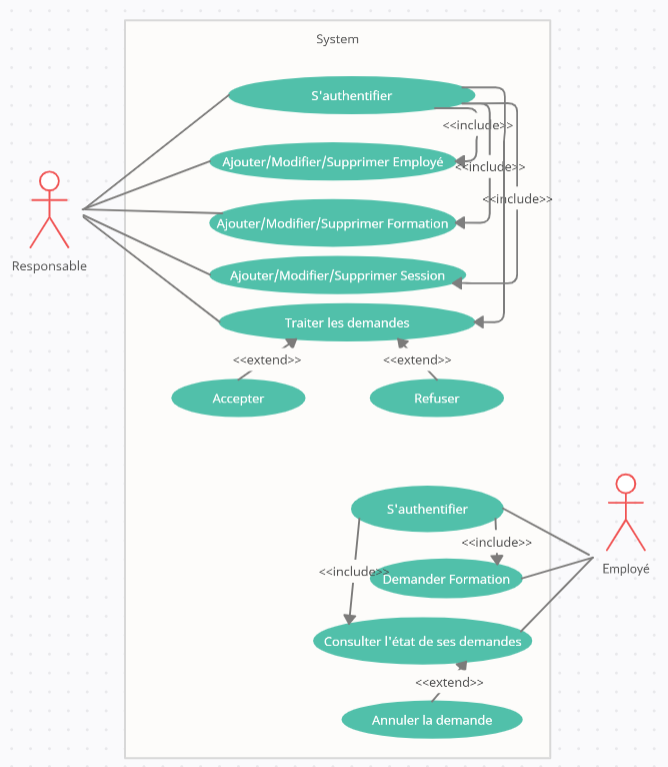 System
S'authentifier
<<include>>
Ajouter/Modifier/Supprimer Employé
<<include>>
<<include>>
Ajouter/Modifier/Supprimer Formation
Responsable
Ajouter/Modifier/Supprimer Session
Traiter les demandes
<<extend>>
<<extend>>
Accepter
Refuser
S'authentifier
<<include>>
Employé
<<include>>
Demander Formation
Consulter l'état de ses demandes
<<extend>>
Annuler la demande